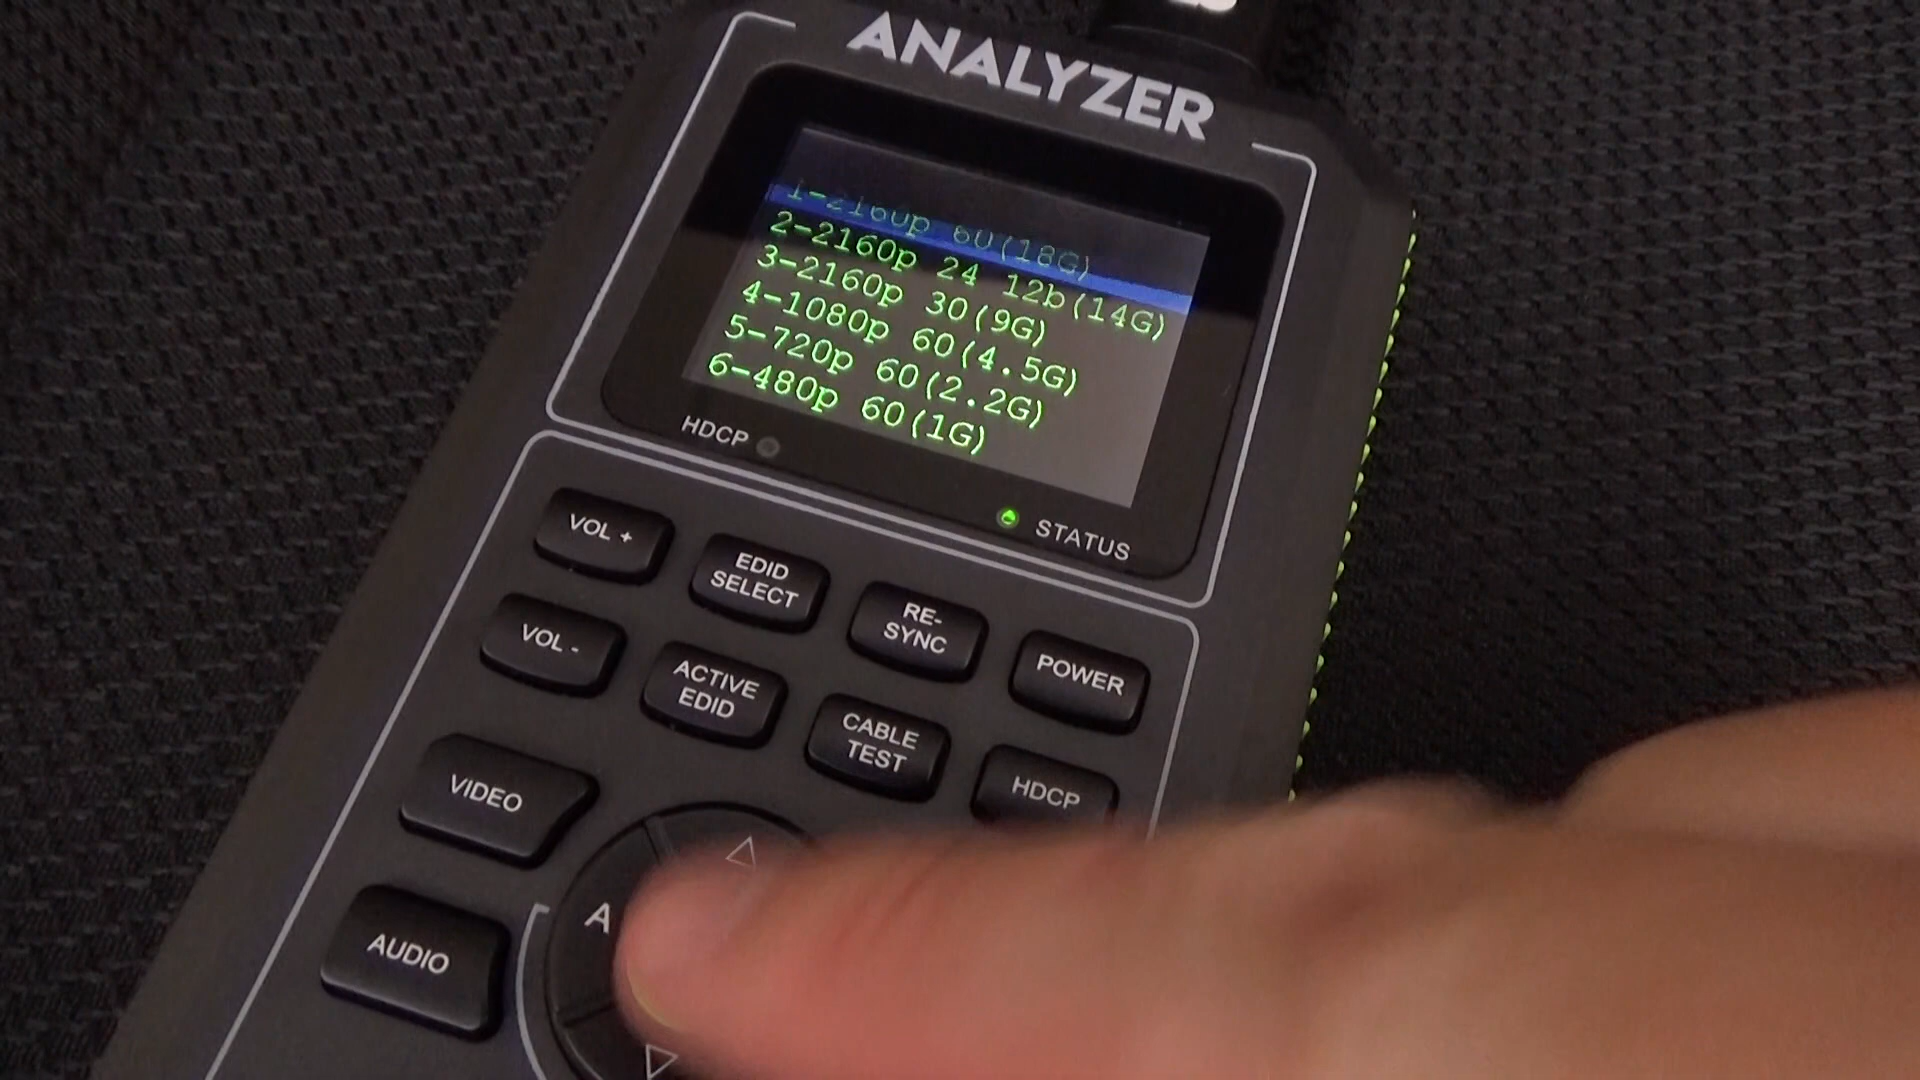 ANALYZER
1-2160p 60(18G)
2-2160p 24 12b(14G)
3-2160p 30(9G)
4-1080p 60(4.5G)
5-720p 60(2.2G)
6-480p 60(1G)
HDCP
STATUS
VOL +
EDID
SELECT
RE-
SYNC
POWER
VOL -
ACTIVE
EDID
CABLE
TEST
HDCP
VIDEO
A
AUDIO